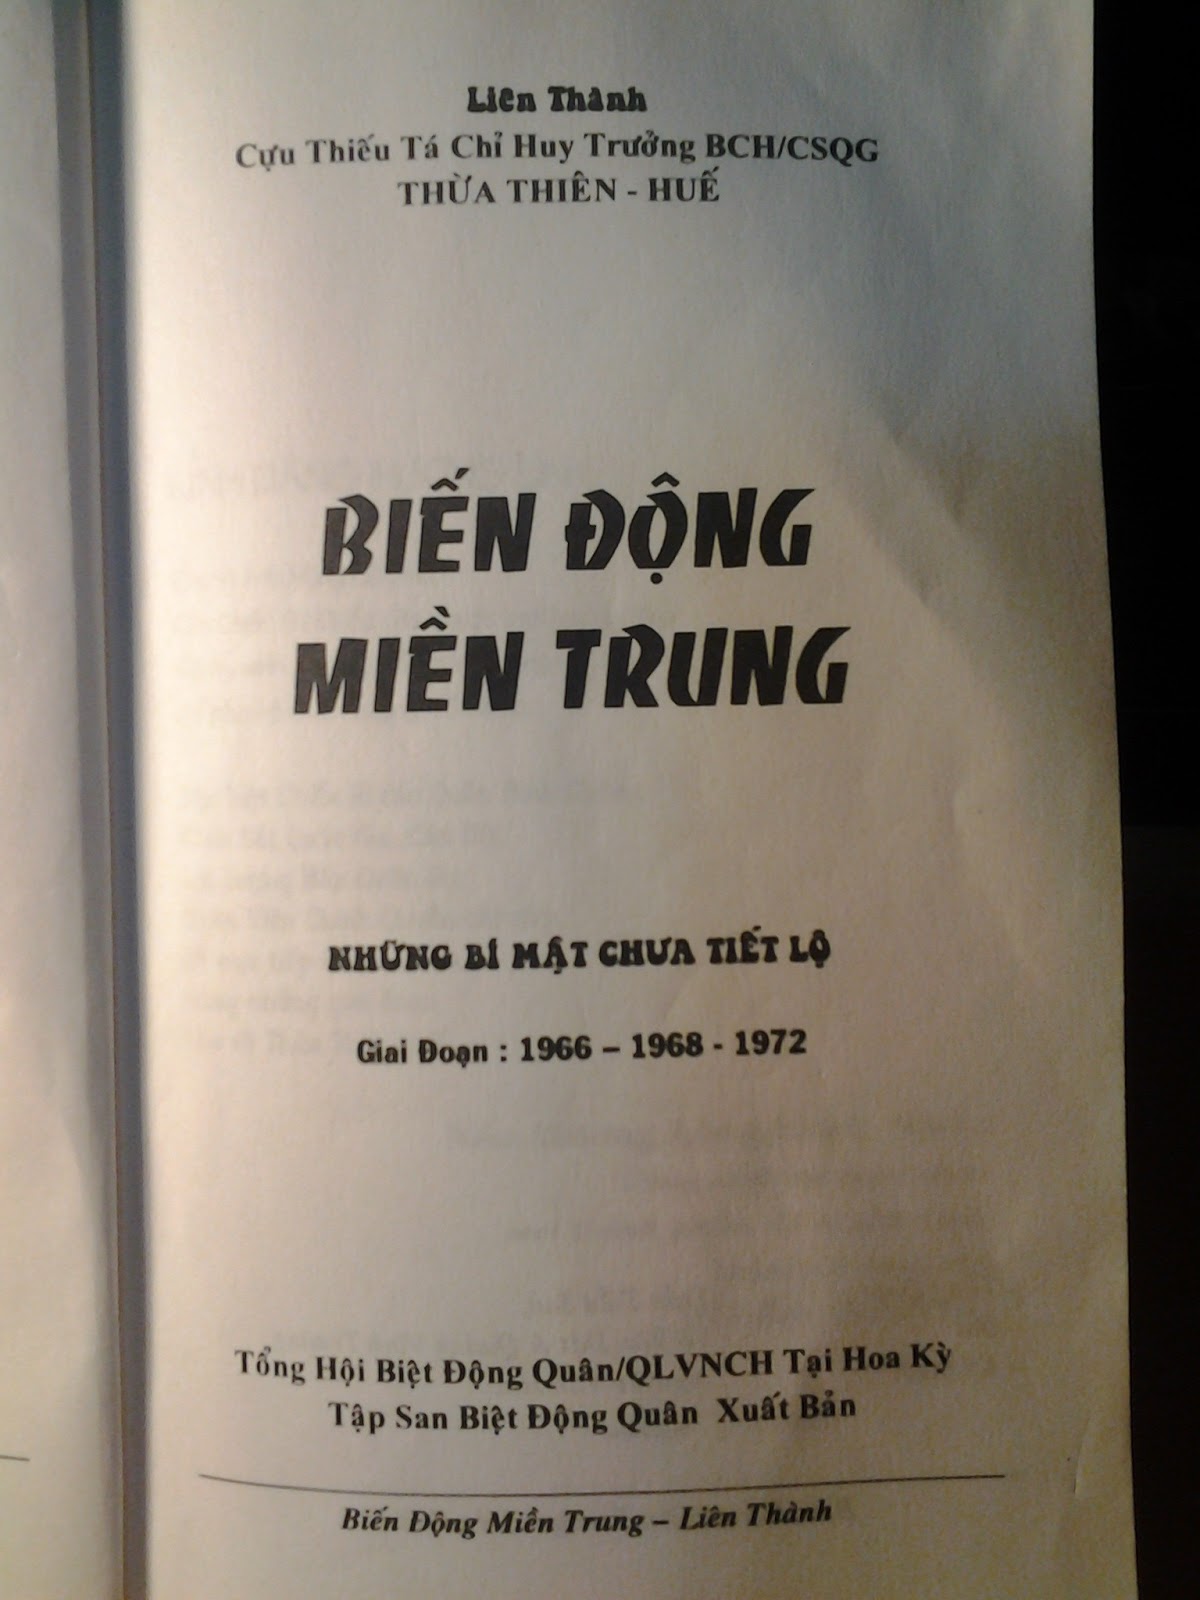 Liên Thành
Cựu Thiếu Tá Chỉ Huy Trưởng BCH/CSQG
THỪA THIÊN - HUẾ
BIẾN ĐỘNG
MIỀN TRUNG
NHỮNG BÍ MẬT CHƯA TIẾT LỘ
Giai Đoạn : 1966 – 1968 - 1972
Tổng Hội Biệt Động Quân/QLVNCH Tại Hoa Kỳ
Tập San Biệt Động Quân Xuất Bản
Biến Động Miền Trung – Liên Thành